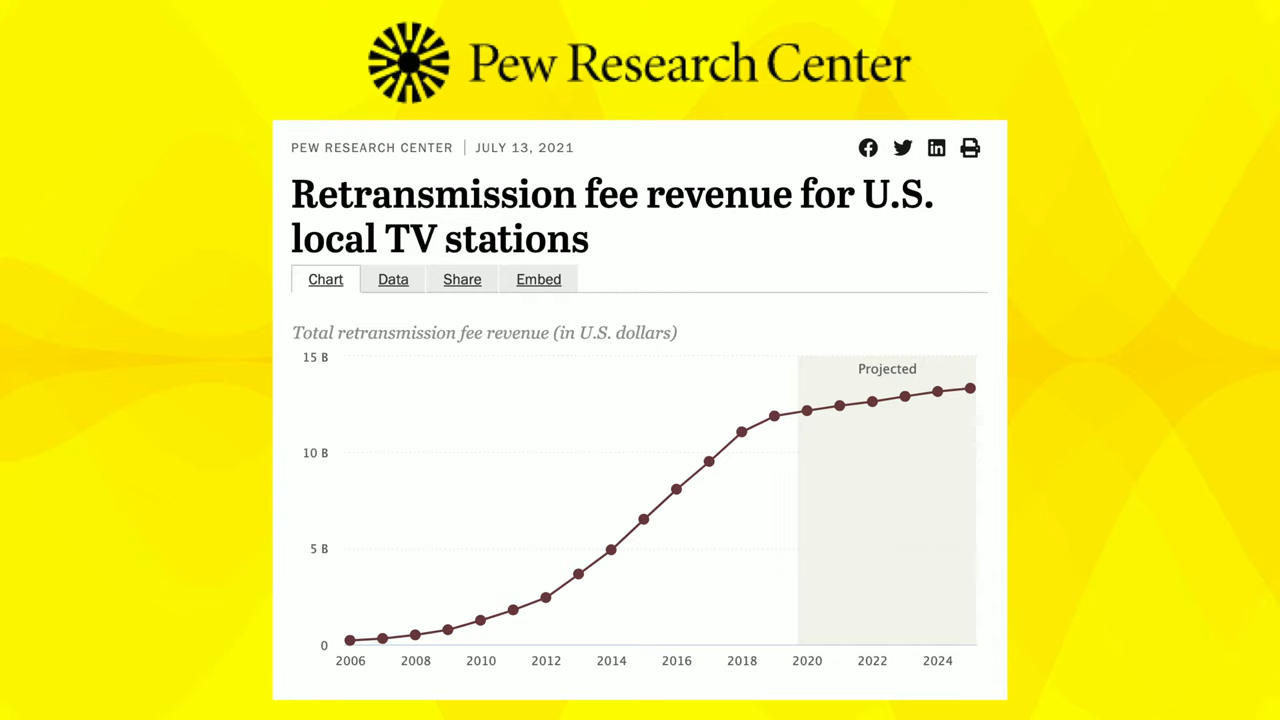 Pew Research Center
PEW RESEARCH CENTER | JULY 13, 2021
Retransmission fee revenue for U.S.
local TV stations
Chart Data Share Embed
Total retransmission fee revenue (in U.S. dollars)
15 B
Projected
10 B
5 B
0
2006 2008 2010 2012 2014 2016 2018 2020 2022 2024